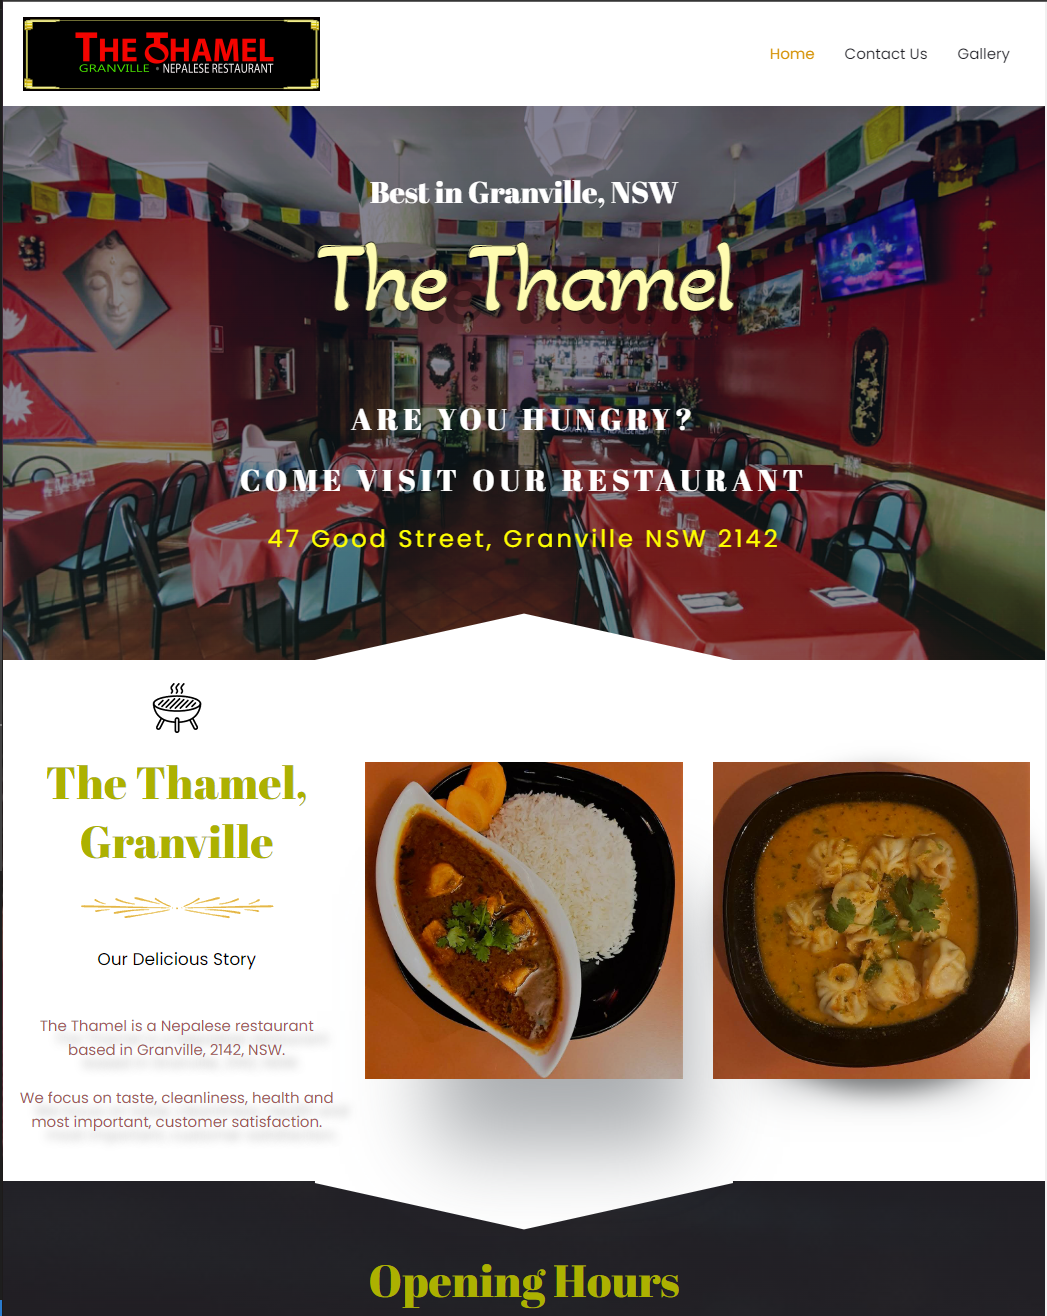 THE THAMEL
GRANVILLE • NEPALESE RESTAURANT
Home Contact Us Gallery
Best in Granville, NSW
The Thamel
ARE YOU HUNGRY?
COME VISIT OUR RESTAURANT
47 Good Street, Granville NSW 2142
The Thamel,
Granville
Our Delicious Story
The Thamel is a Nepalese restaurant
based in Granville, 2142, NSW.
We focus on taste, cleanliness, health and
most important, customer satisfaction.
Opening Hours